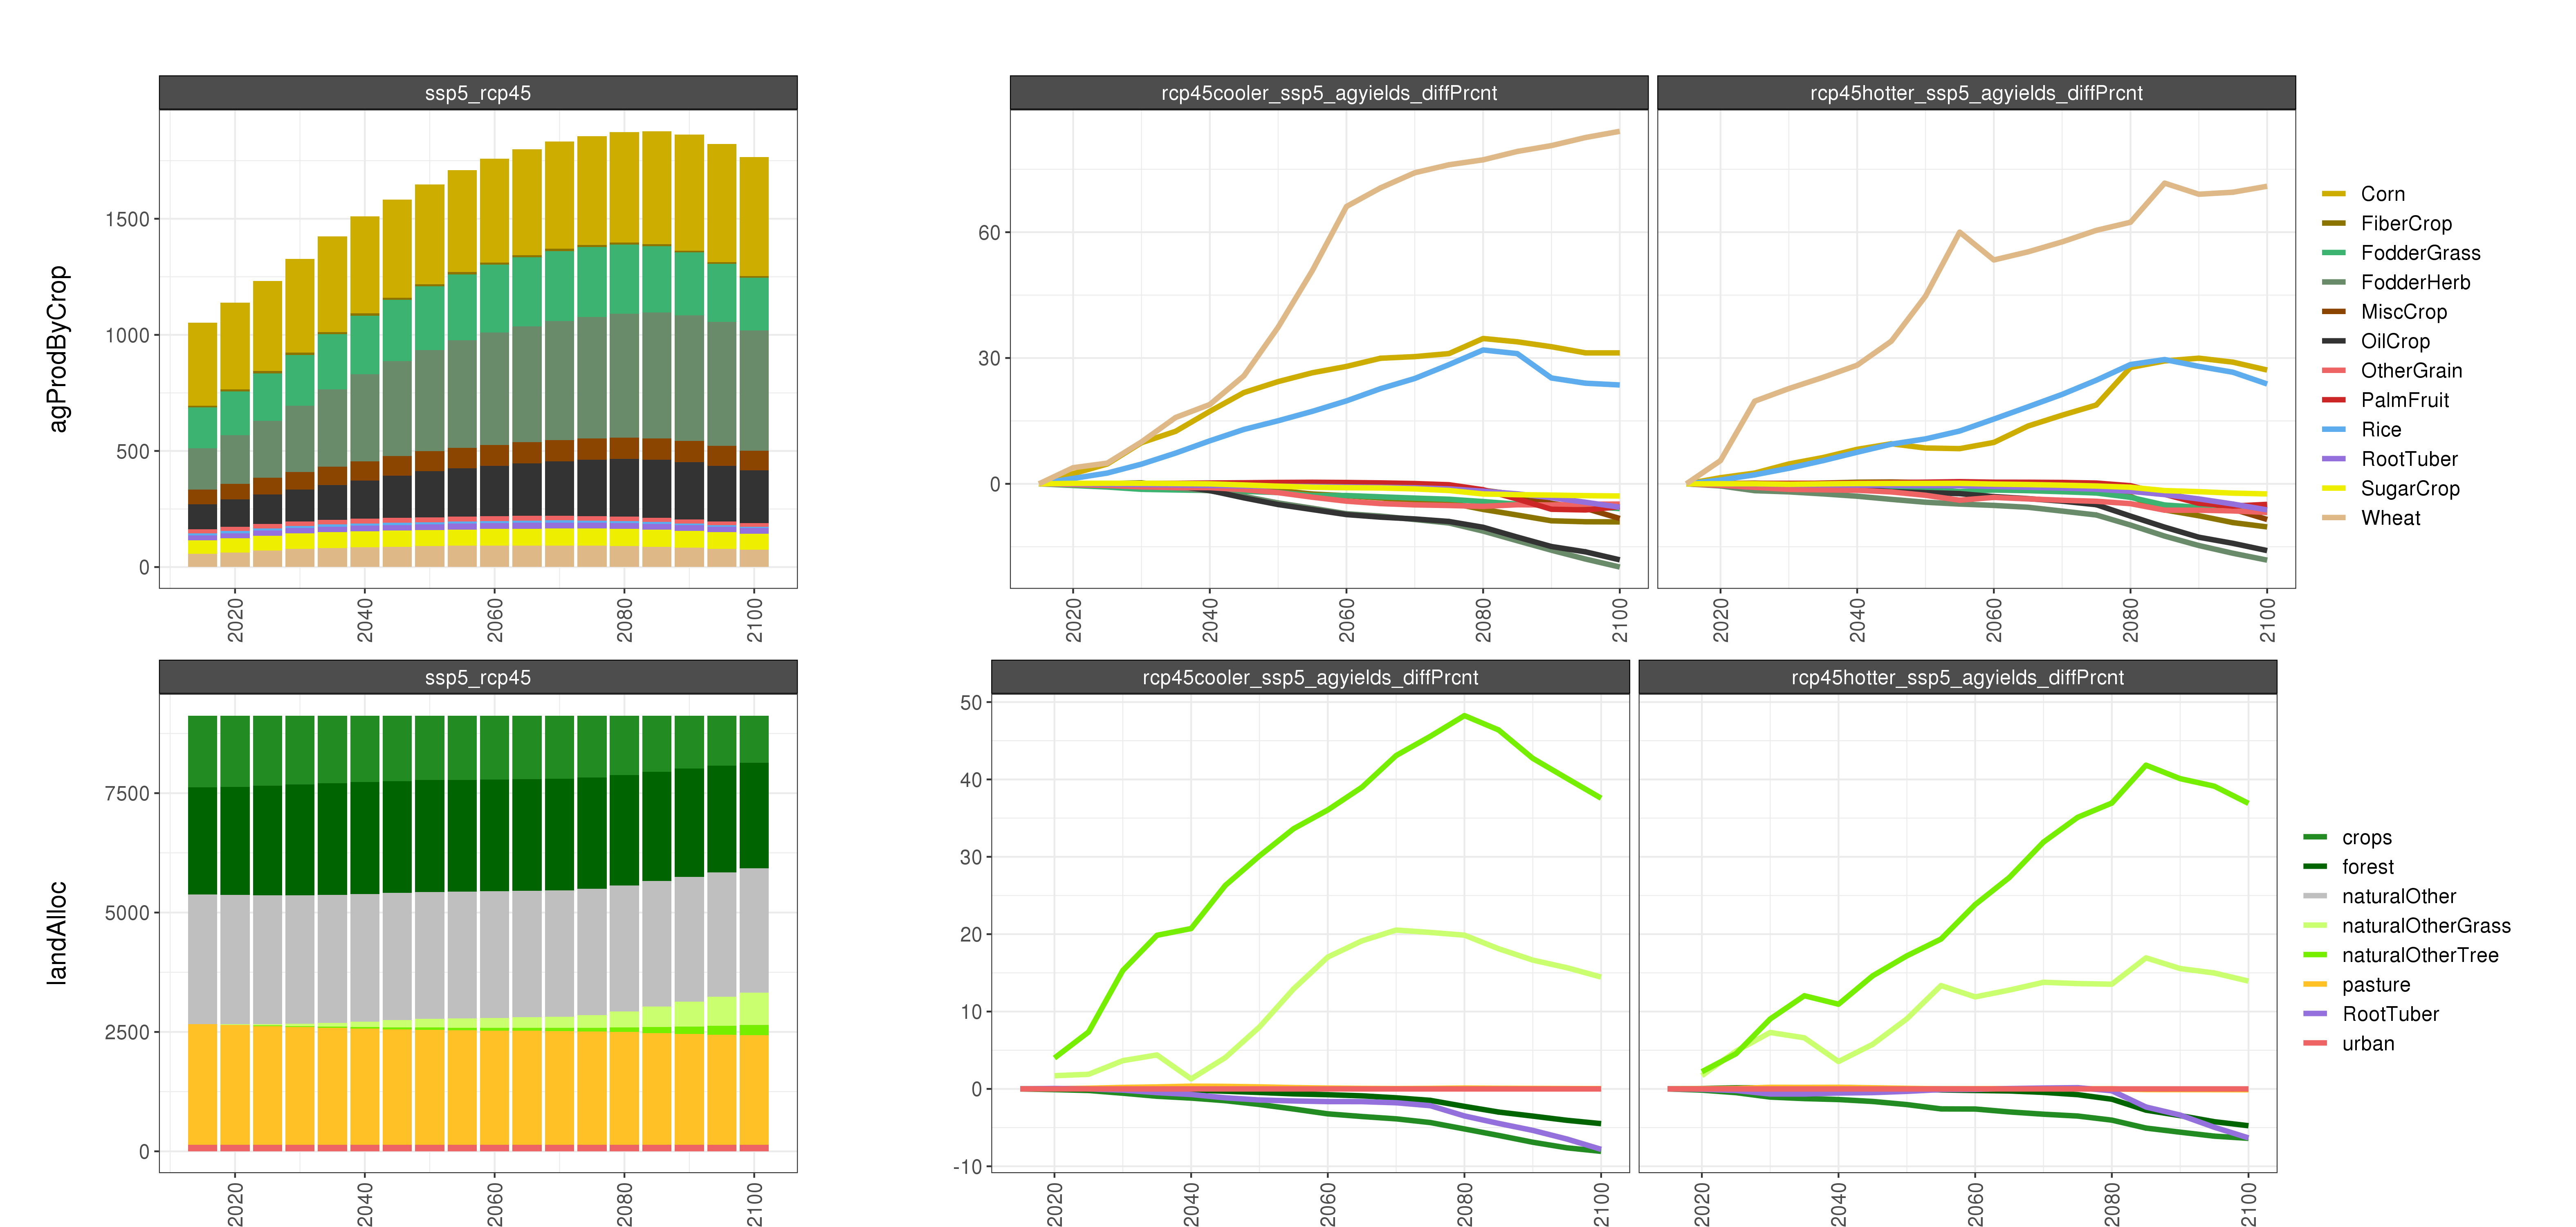 ssp5_rcp45
rcp45cooler_ssp5_agyields_diffPrcnt
rcp45hotter_ssp5_agyields_diffPrcnt
agProdByCrop
1500
1000
500
0
2020
2040
2060
2080
2100
60
30
0
2020
2040
2060
2080
2100
2020
2040
2060
2080
2100
Corn
FiberCrop
FodderGrass
FodderHerb
MiscCrop
OilCrop
OtherGrain
PalmFruit
Rice
RootTuber
SugarCrop
Wheat
ssp5_rcp45
rcp45cooler_ssp5_agyields_diffPrcnt
rcp45hotter_ssp5_agyields_diffPrcnt
landAlloc
7500
5000
2500
0
2020
2040
2060
2080
2100
50
40
30
20
10
0
-10
2020
2040
2060
2080
2100
2020
2040
2060
2080
2100
crops
forest
naturalOther
naturalOtherGrass
naturalOtherTree
pasture
RootTuber
urban